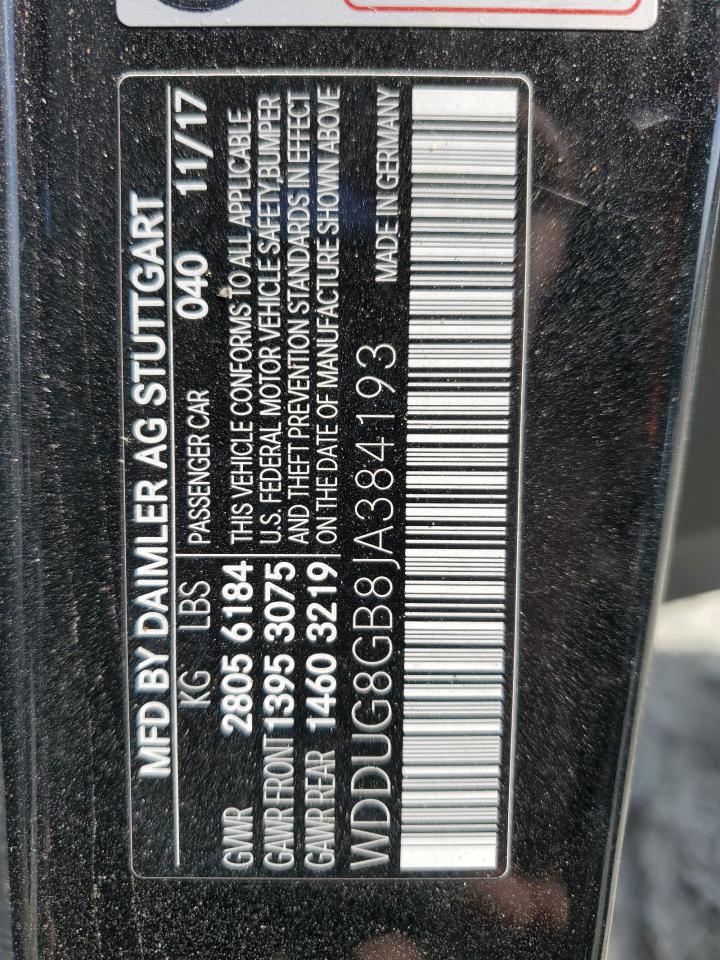 MFD BY DAIMLER AG STUTTGART
KG LBS
040 11/17
PASSENGER CAR
GWR 2805 6184
GAWR FRONT 1395 3075
GAWR REAR 1460 3219
THIS VEHICLE CONFORMS TO ALL APPLICABLE
U.S. FEDERAL MOTOR VEHICLE SAFETY BUMPER
AND THEFT PREVENTION STANDARDS IN EFFECT
ON THE DATE OF MANUFACTURE SHOWN ABOVE
WDDUG8GB8JA384193
MADE IN GERMANY